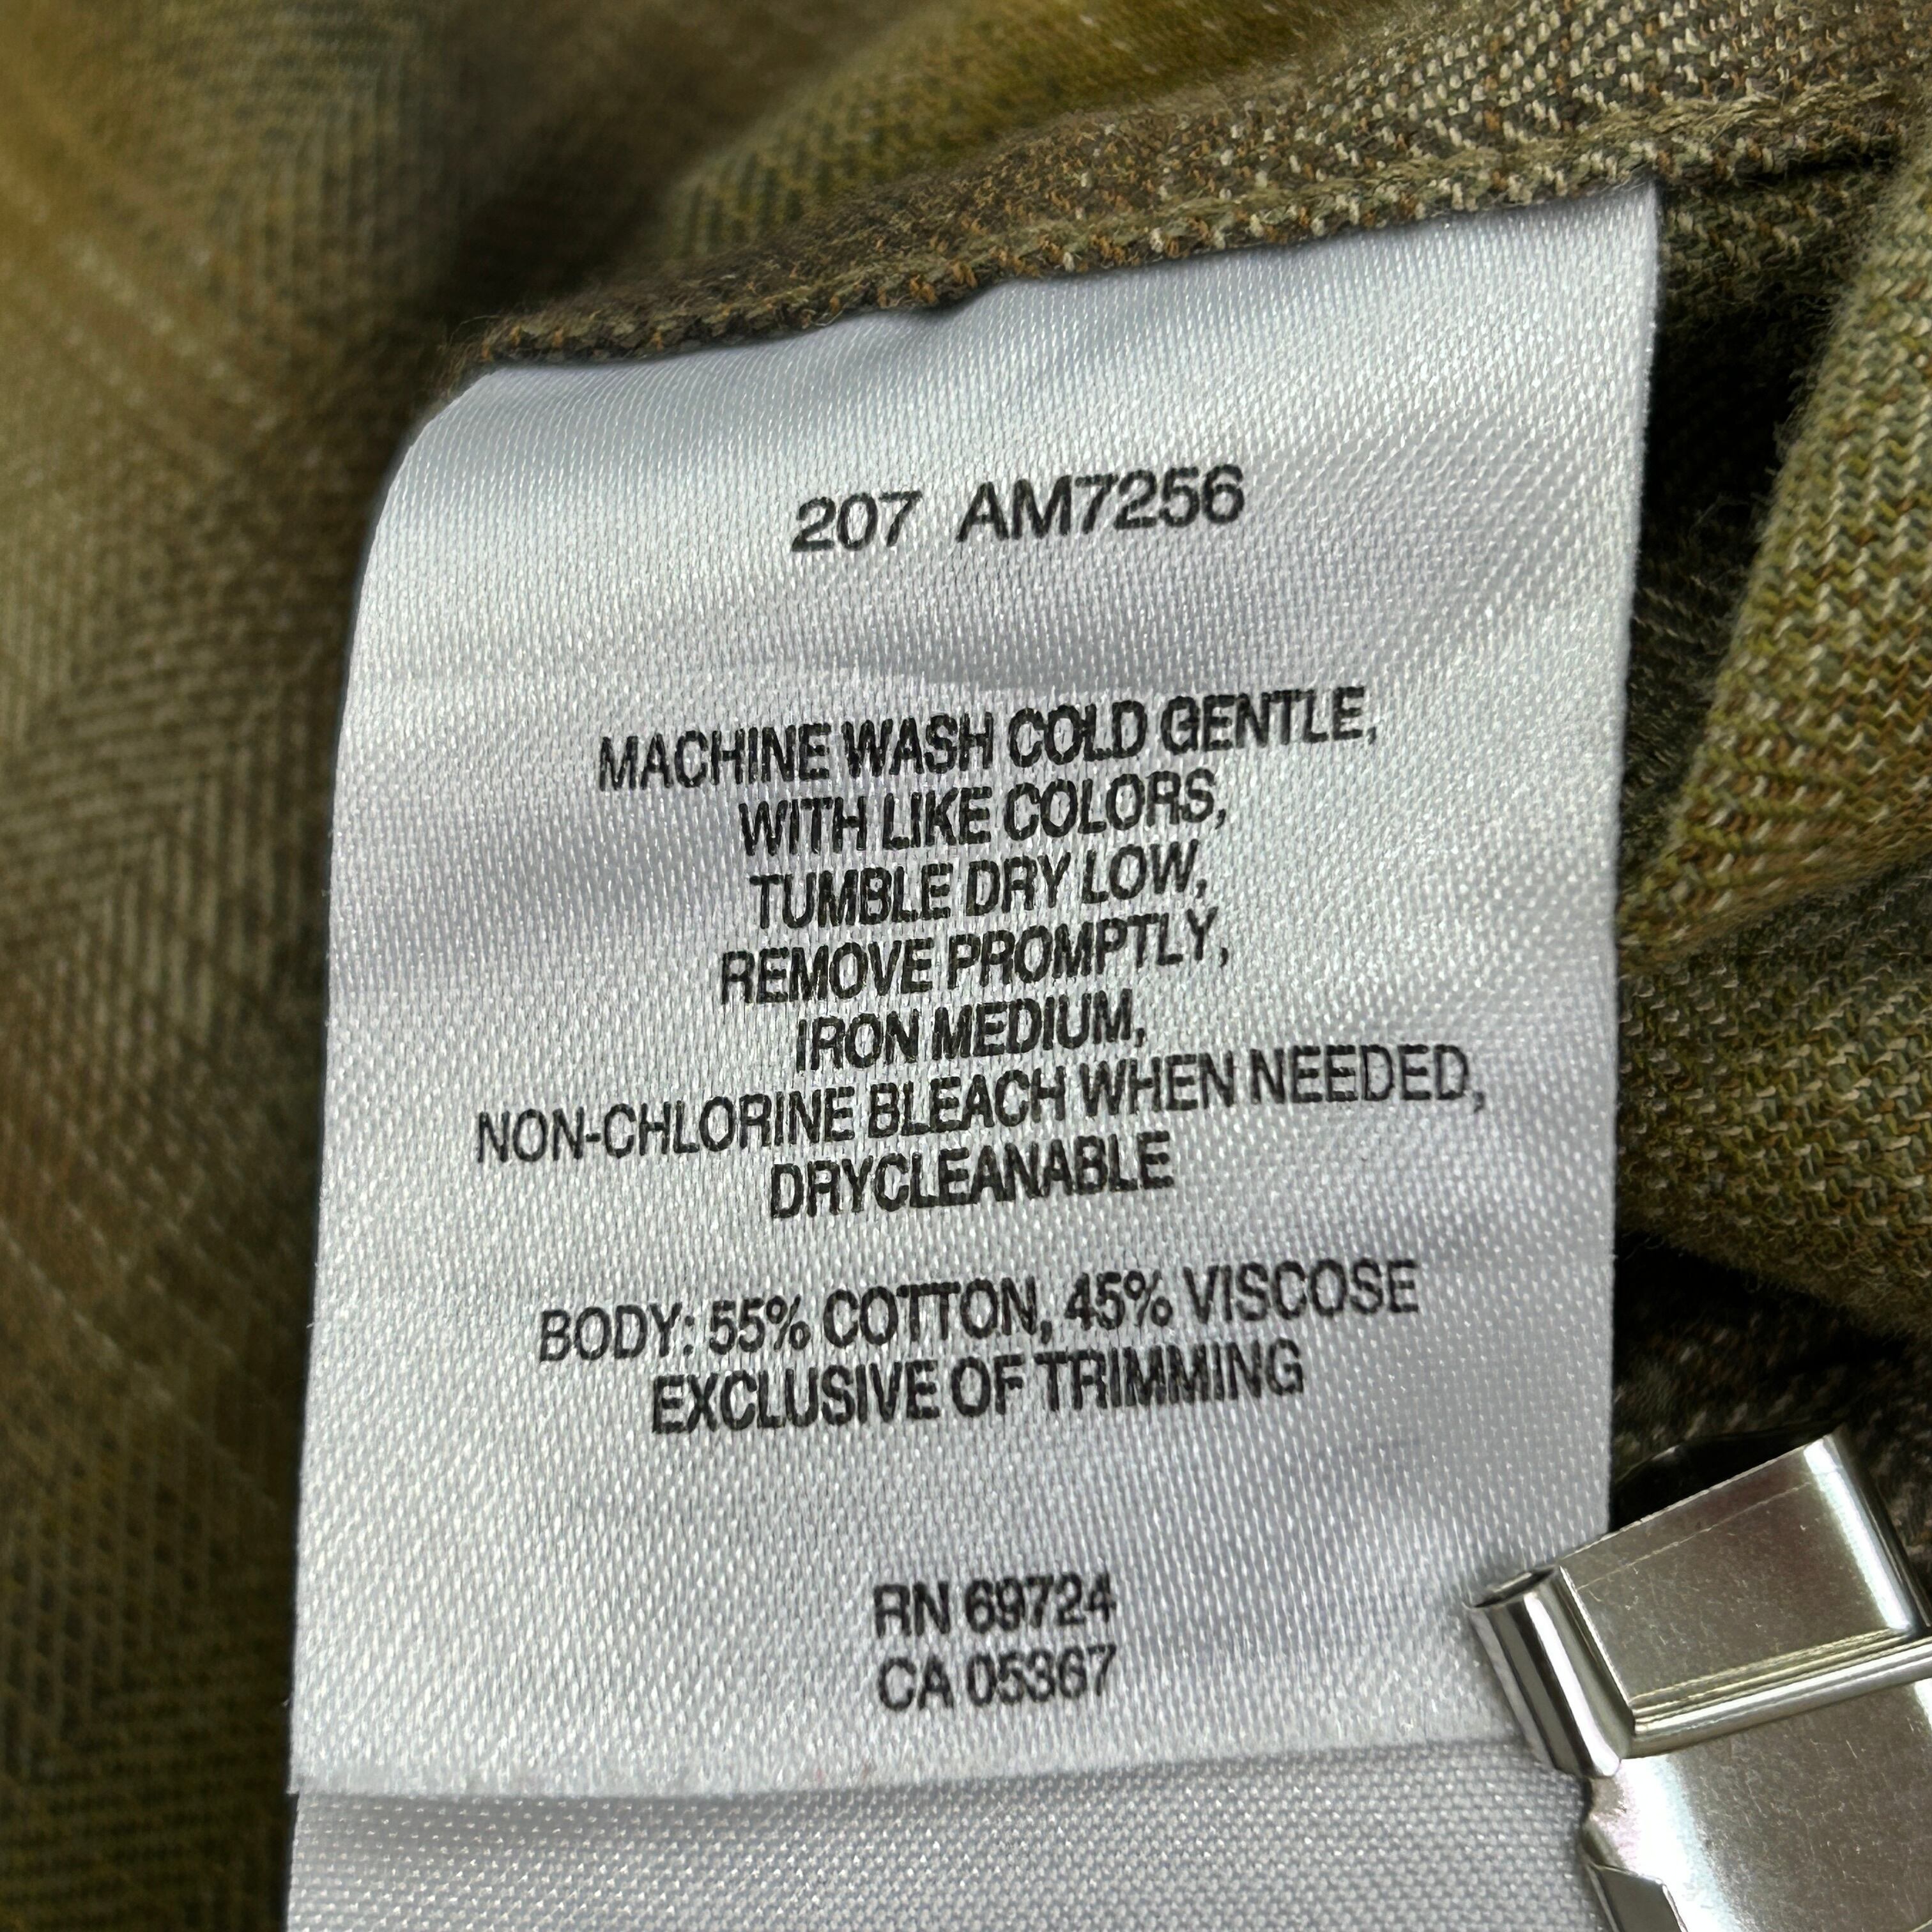 207 AM7256
MACHINE WASH COLD GENTLE,
WITH LIKE COLORS,
TUMBLE DRY LOW,
REMOVE PROMPTLY,
IRON MEDIUM,
NON-CHLORINE BLEACH WHEN NEEDED,
DRYCLEANABLE
BODY: 55% COTTON, 45% VISCOSE
EXCLUSIVE OF TRIMMING
RN 69724
CA 05367